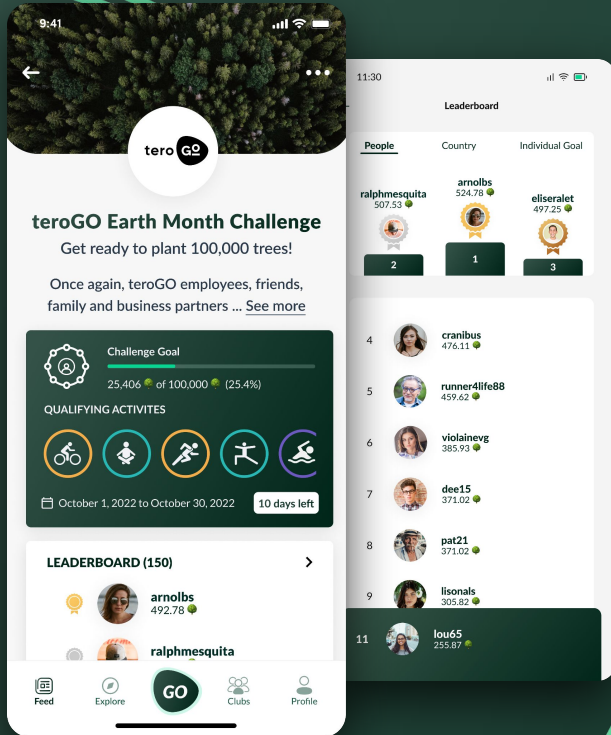 9:41
tero GO
teroGO Earth Month Challenge
Get ready to plant 100,000 trees!
Once again, teroGO employees, friends,
family and business partners ... See more
Challenge Goal
25,406 of 100,000 (25.4%)
QUALIFYING ACTIVITES
October 1, 2022 to October 30, 2022
10 days left
LEADERBOARD (150)
arnolbs
492.78
ralphmesquita
Feed
Explore
GO
Clubs
Profile
11:30
Leaderboard
People
Country
Individual Goal
ralphmesquita
507.53
arnolbs
524.78
eliseralet
497.25
2
1
3
4
cranibus
476.11
5
runner4life88
459.62
6
violainevg
385.93
7
dee15
371.02
8
pat21
371.02
9
lisonals
305.82
11
lou65
255.87